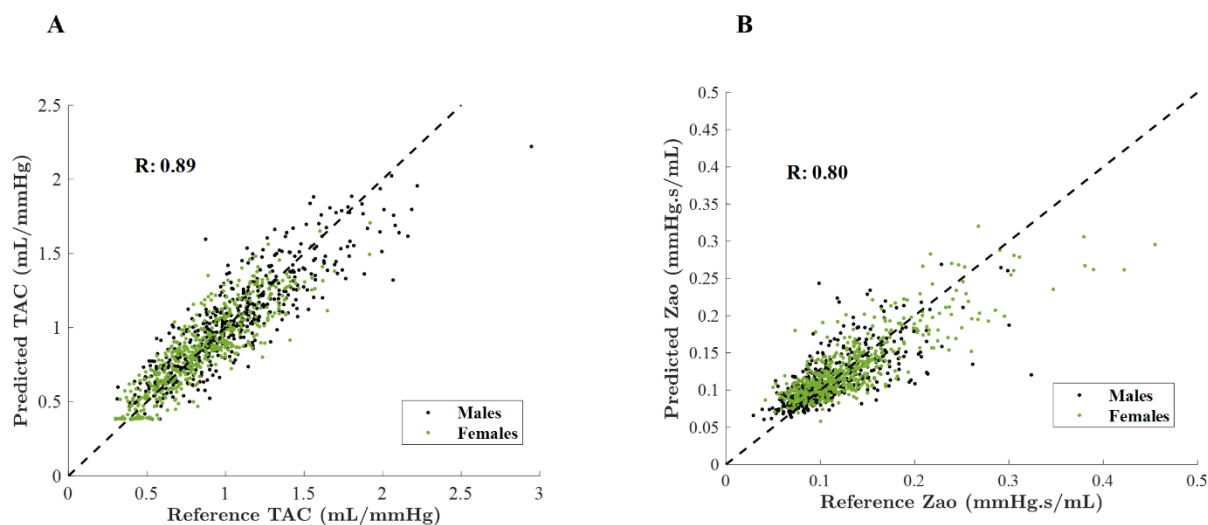 A
Predicted TAC (mL/mmHg)
2.5
2
1.5
1
0.5
0
R: 0.89
Males
Females
0 0.5 1 1.5 2 2.5 3
Reference TAC (mL/mmHg)
B
Predicted Zao (mmHg.s/mL)
0.5
0.45
0.4
0.35
0.3
0.25
0.2
0.15
0.1
0.05
0
R: 0.80
Males
Females
0 0.1 0.2 0.3 0.4 0.5
Reference Zao (mmHg.s/mL)